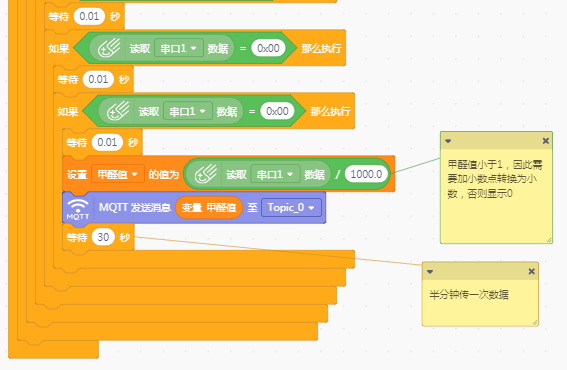 等待 0.01 秒
如果 读取 串口1 数据 = 0x00 那么执行
等待 0.01 秒
如果 读取 串口1 数据 = 0x00 那么执行
等待 0.01 秒
设置 甲醛值 的值为 读取 串口1 数据 / 1000.0
MQTT MQTT 发送消息 变量 甲醛值 至 Topic_0
等待 30 秒
甲醛值小于1，因此需
要加小数点转换为小
数，否则显示0
半分钟传一次数据